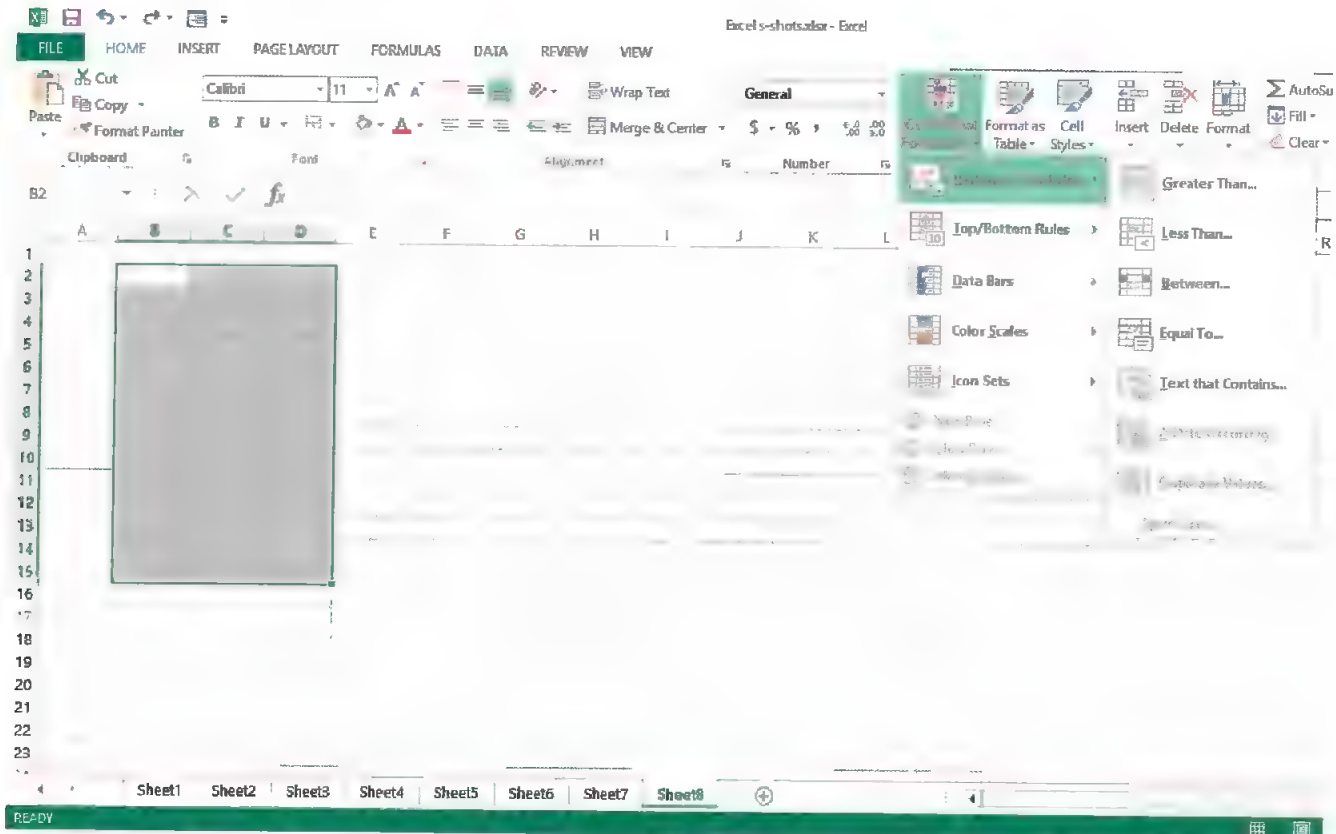 Excel s-shots.xlsx - Excel
FILE HOME INSERT PAGE LAYOUT FORMULAS DATA REVIEW VIEW
Cut
Copy
Format Painter
Paste
Clipboard
Calibri 11
B I U
Font
Wrap Text
Merge & Center
Alignment
General
$ % ,
Number
Format as Table
Cell Styles
Insert Delete Format
AutoSu
Fill
Clear
B2
fx
A B C D E F G H I J K L R
1
2
3
4
5
6
7
8
9
10
11
12
13
14
15
16
17
18
19
20
21
22
23
Top/Bottom Rules
Data Bars
Color Scales
Icon Sets
Greater Than...
Less Than...
Between...
Equal To...
Text that Contains...
Duplicate Values...
Sheet1 Sheet2 Sheet3 Sheet4 Sheet5 Sheet6 Sheet7 Sheet8
READY